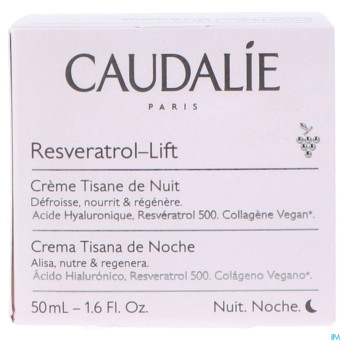 CAUDALIE
PARIS
Resveratrol–Lift
Crème Tisane de Nuit
Défroisse, nourrit & régénère.
Acide Hyaluronique, Resvératrol 500. Collagène Vegan*.
Crema Tisana de Noche
Alisa, nutre & regenera.
Ácido Hialurónico, Resveratrol 500. Colágeno Vegano*.
50mL – 1.6 Fl. Oz. Nuit. Noche.